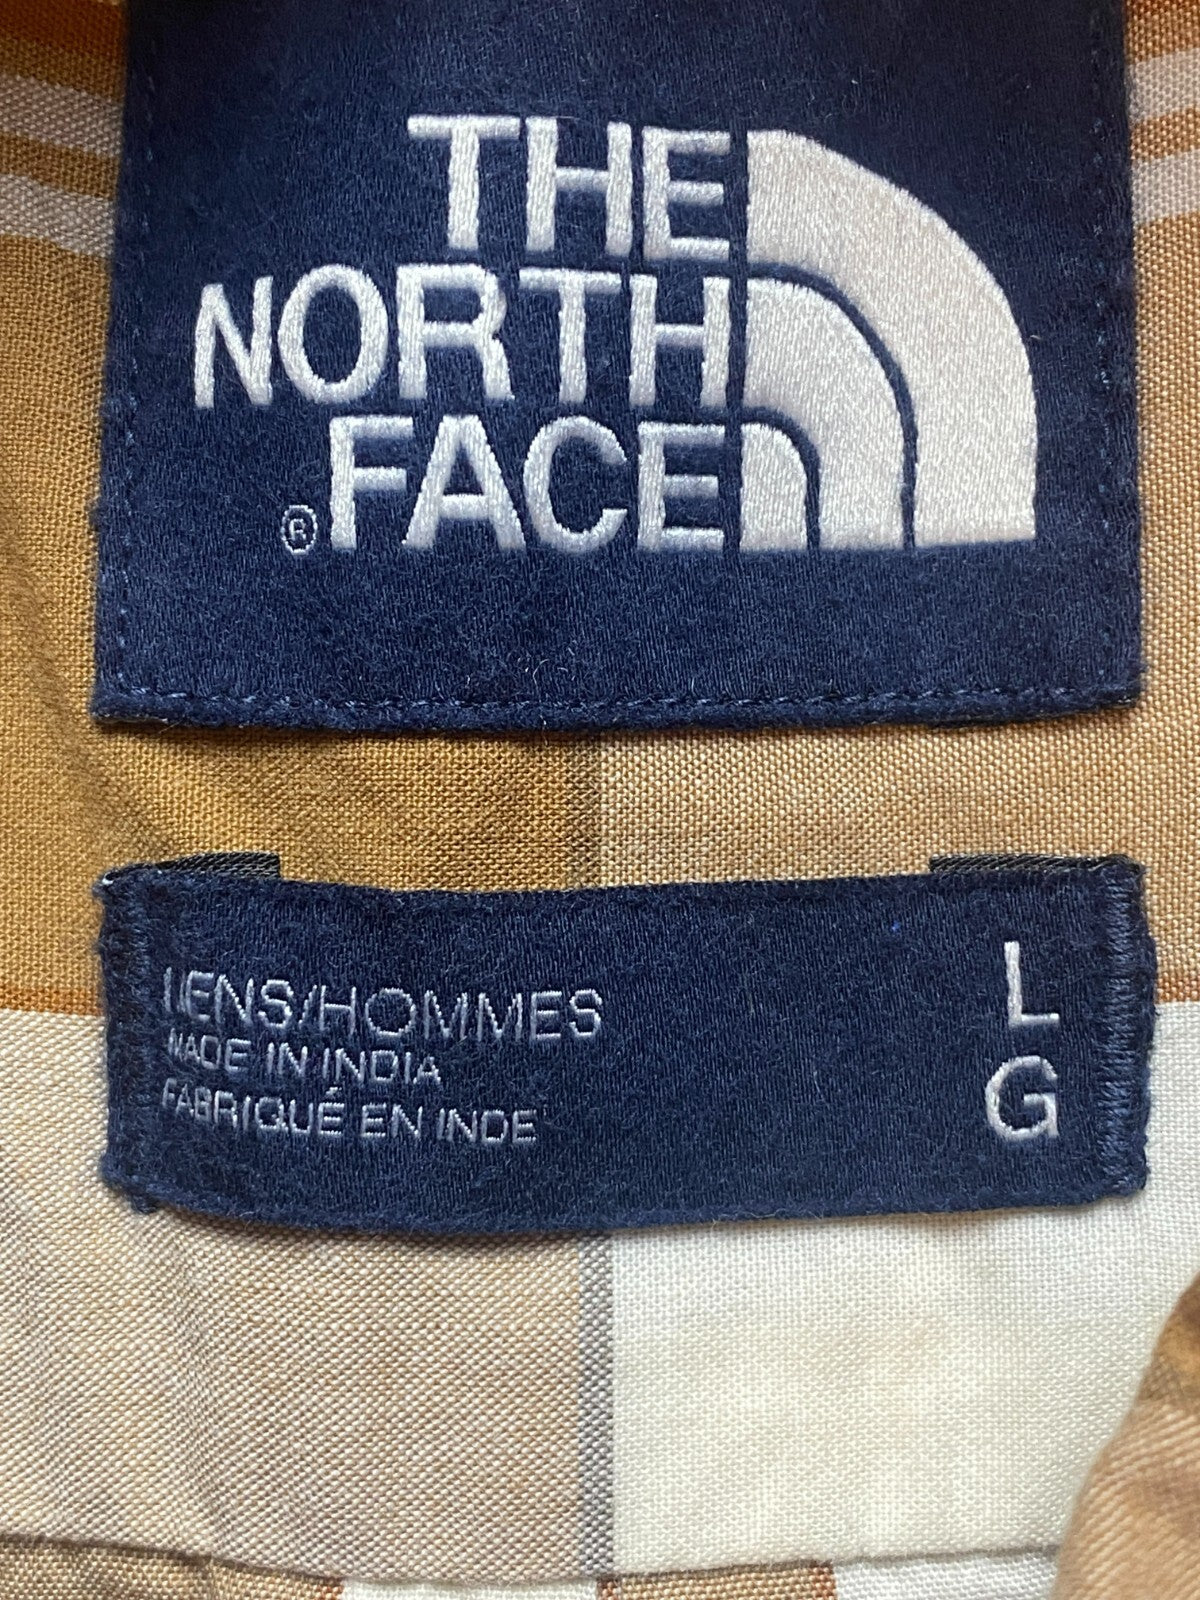 THE
NORTH
® FACE
MENS/HOMMES
MADE IN INDIA
FABRIQUÉ EN INDE
L
G